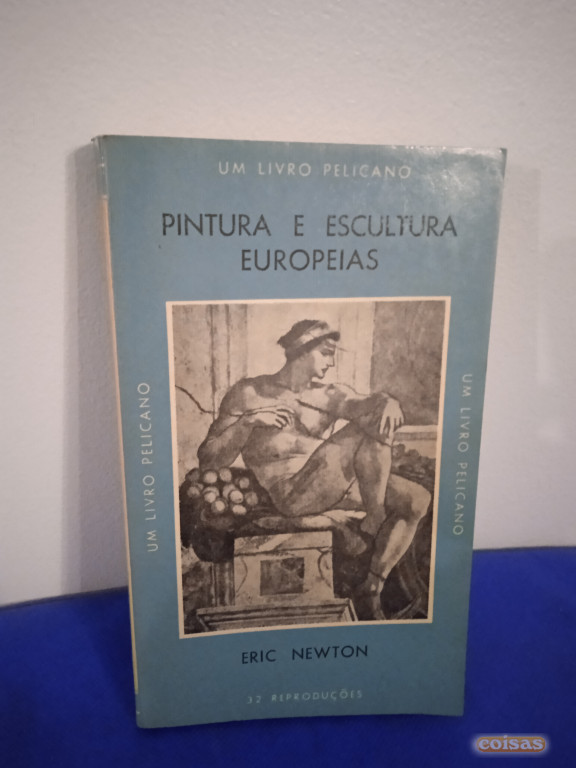 UM LIVRO PELICANO
PINTURA E ESCULTURA
EUROPEIAS
UM LIVRO PELICANO
UM LIVRO PELICANO
ERIC NEWTON
32 REPRODUÇÕES
coisas